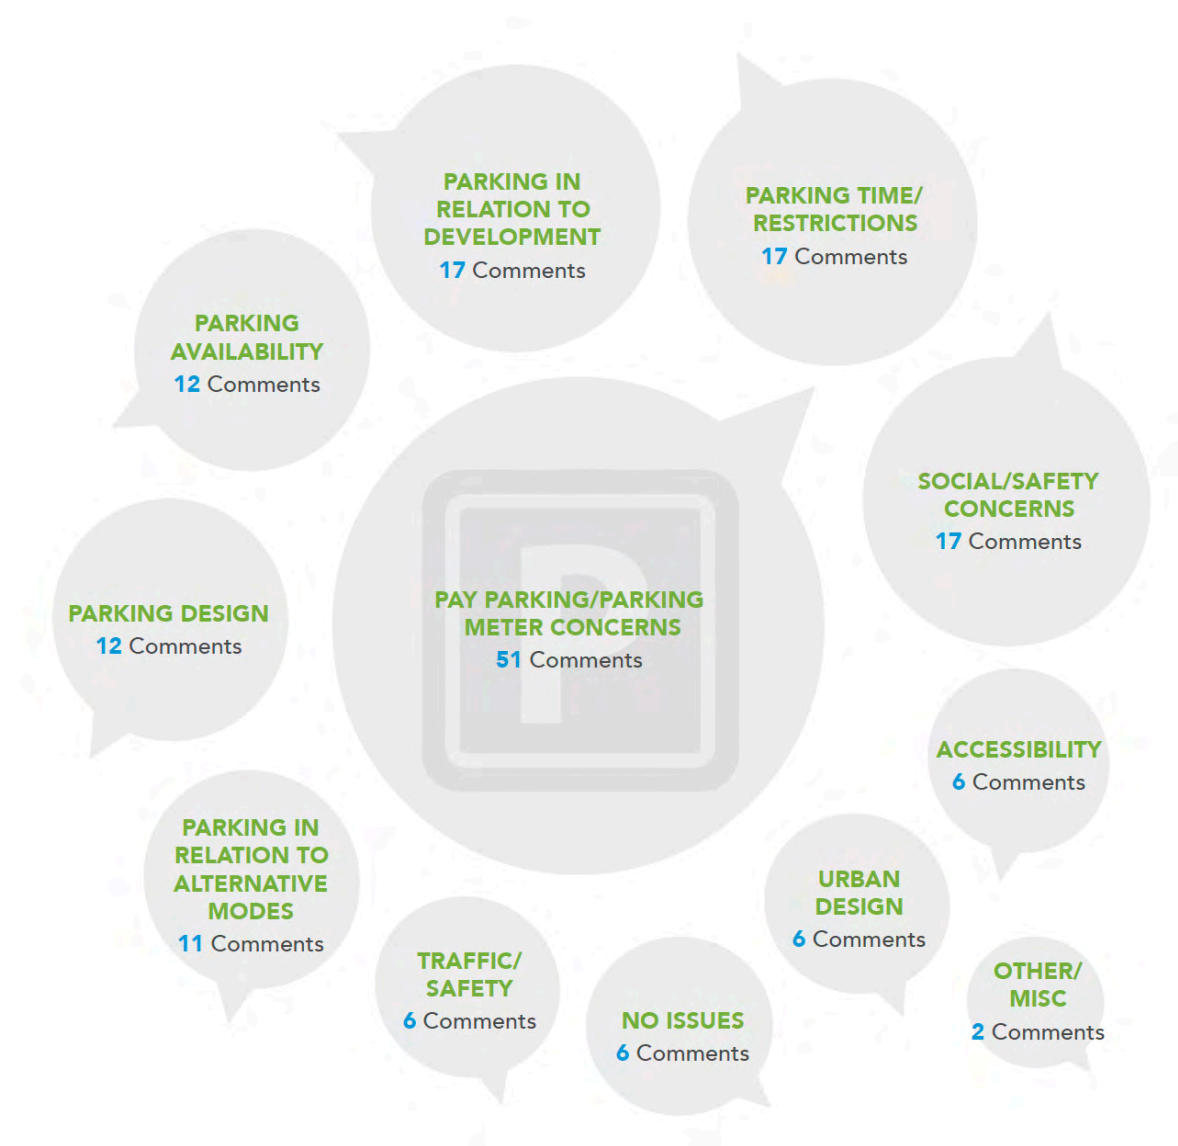 PARKING IN
RELATION TO
DEVELOPMENT
17 Comments
PARKING TIME/
RESTRICTIONS
17 Comments
PARKING
AVAILABILITY
12 Comments
SOCIAL/SAFETY
CONCERNS
17 Comments
P
PAY PARKING/PARKING
METER CONCERNS
51 Comments
PARKING DESIGN
12 Comments
ACCESSIBILITY
6 Comments
PARKING IN
RELATION TO
ALTERNATIVE
MODES
11 Comments
URBAN
DESIGN
6 Comments
TRAFFIC/
SAFETY
6 Comments
NO ISSUES
6 Comments
OTHER/
MISC
2 Comments